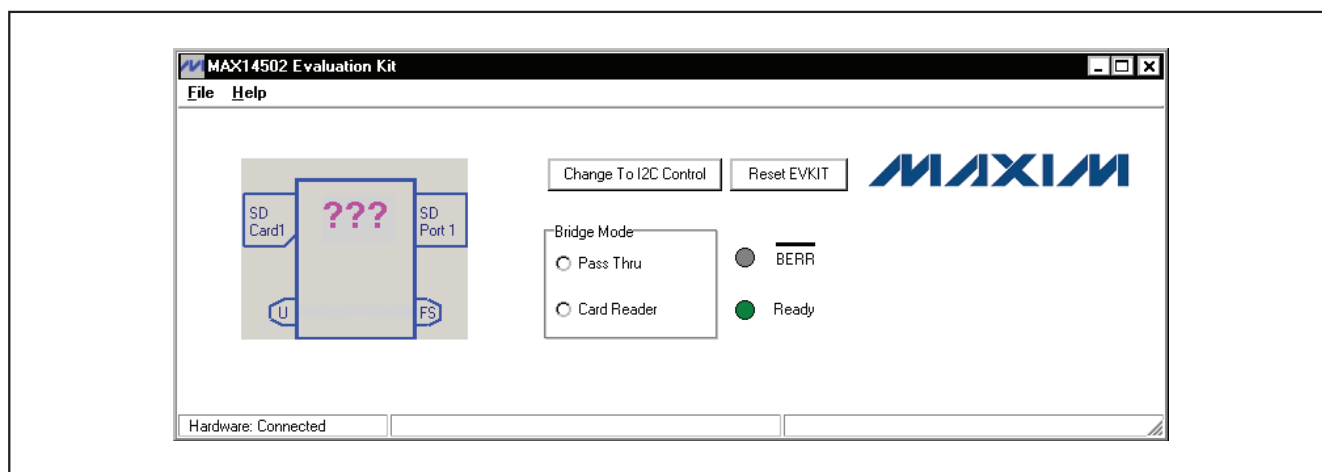 MAX14502 Evaluation Kit
File Help
SD
Card1
???
SD
Port 1
U
FS
Change To I2C Control
Reset EVKIT
MAXIM
Bridge Mode
Pass Thru
Card Reader
BERR
Ready
Hardware: Connected